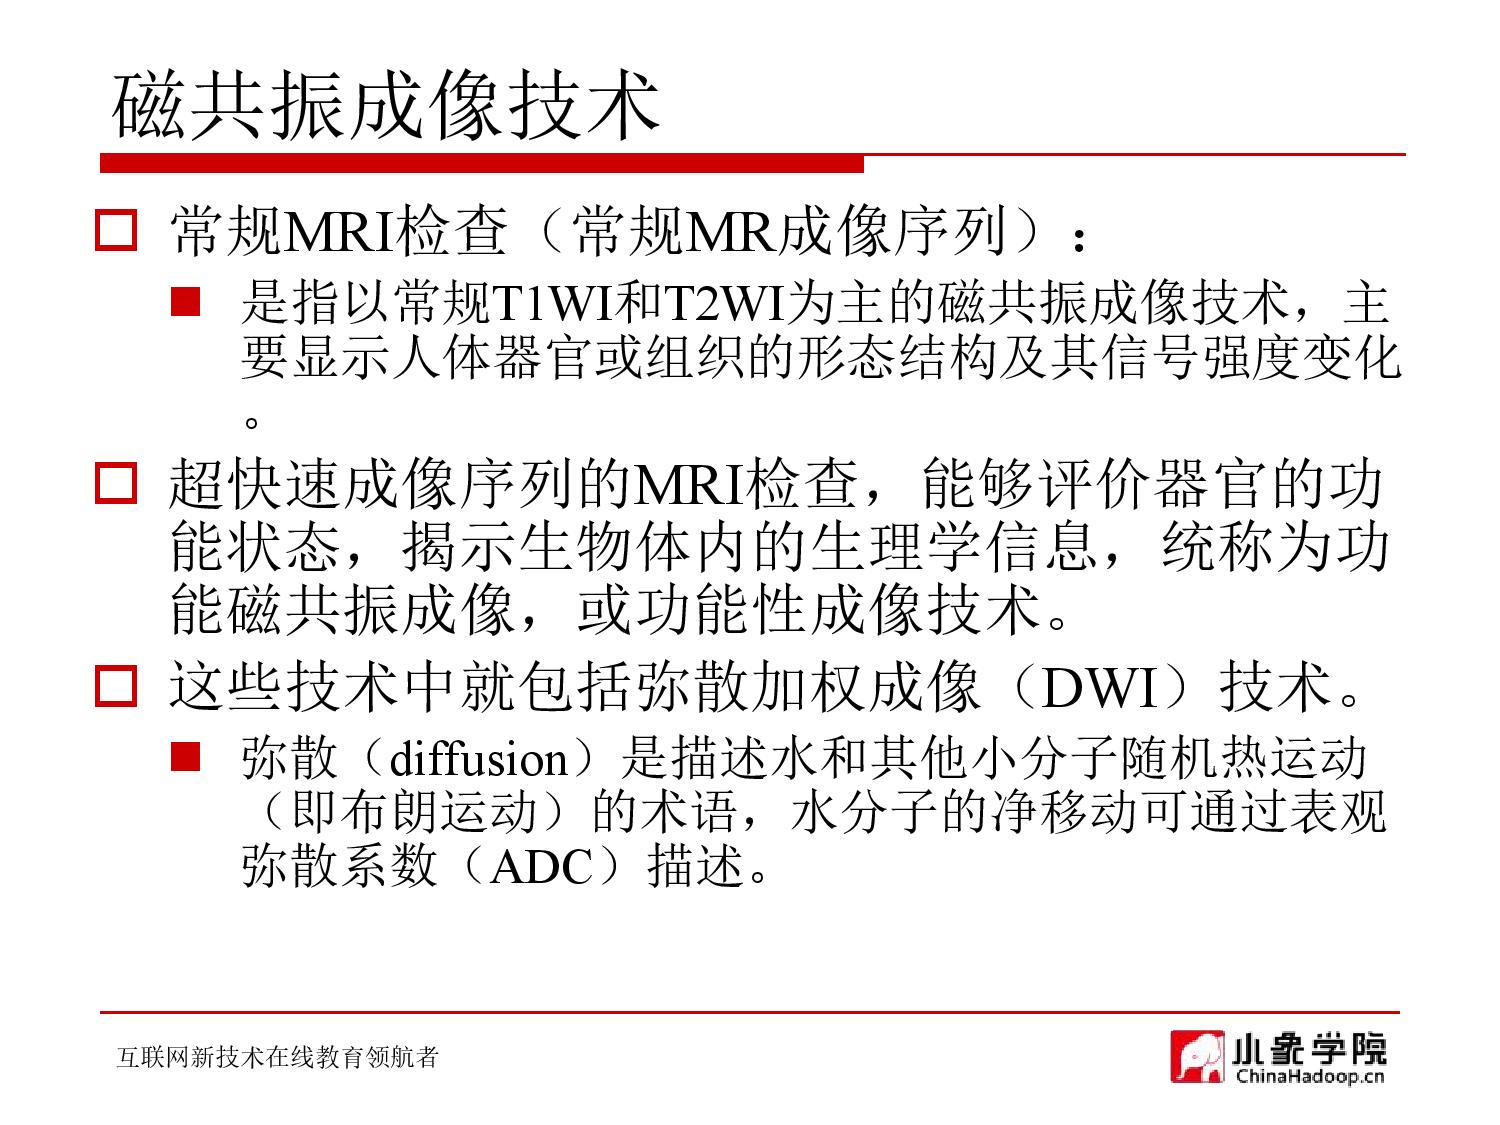 磁共振成像技术
常规MRI检查（常规MR成像序列）：
是指以常规T1WI和T2WI为主的磁共振成像技术，主
要显示人体器官或组织的形态结构及其信号强度变化
。
超快速成像序列的MRI检查，能够评价器官的功
能状态，揭示生物体内的生理学信息，统称为功
能磁共振成像，或功能性成像技术。
这些技术中就包括弥散加权成像（DWI）技术。
弥散（diffusion）是描述水和其他小分子随机热运动
（即布朗运动）的术语，水分子的净移动可通过表观
弥散系数（ADC）描述。
互联网新技术在线教育领航者
小象学院
ChinaHadoop.cn